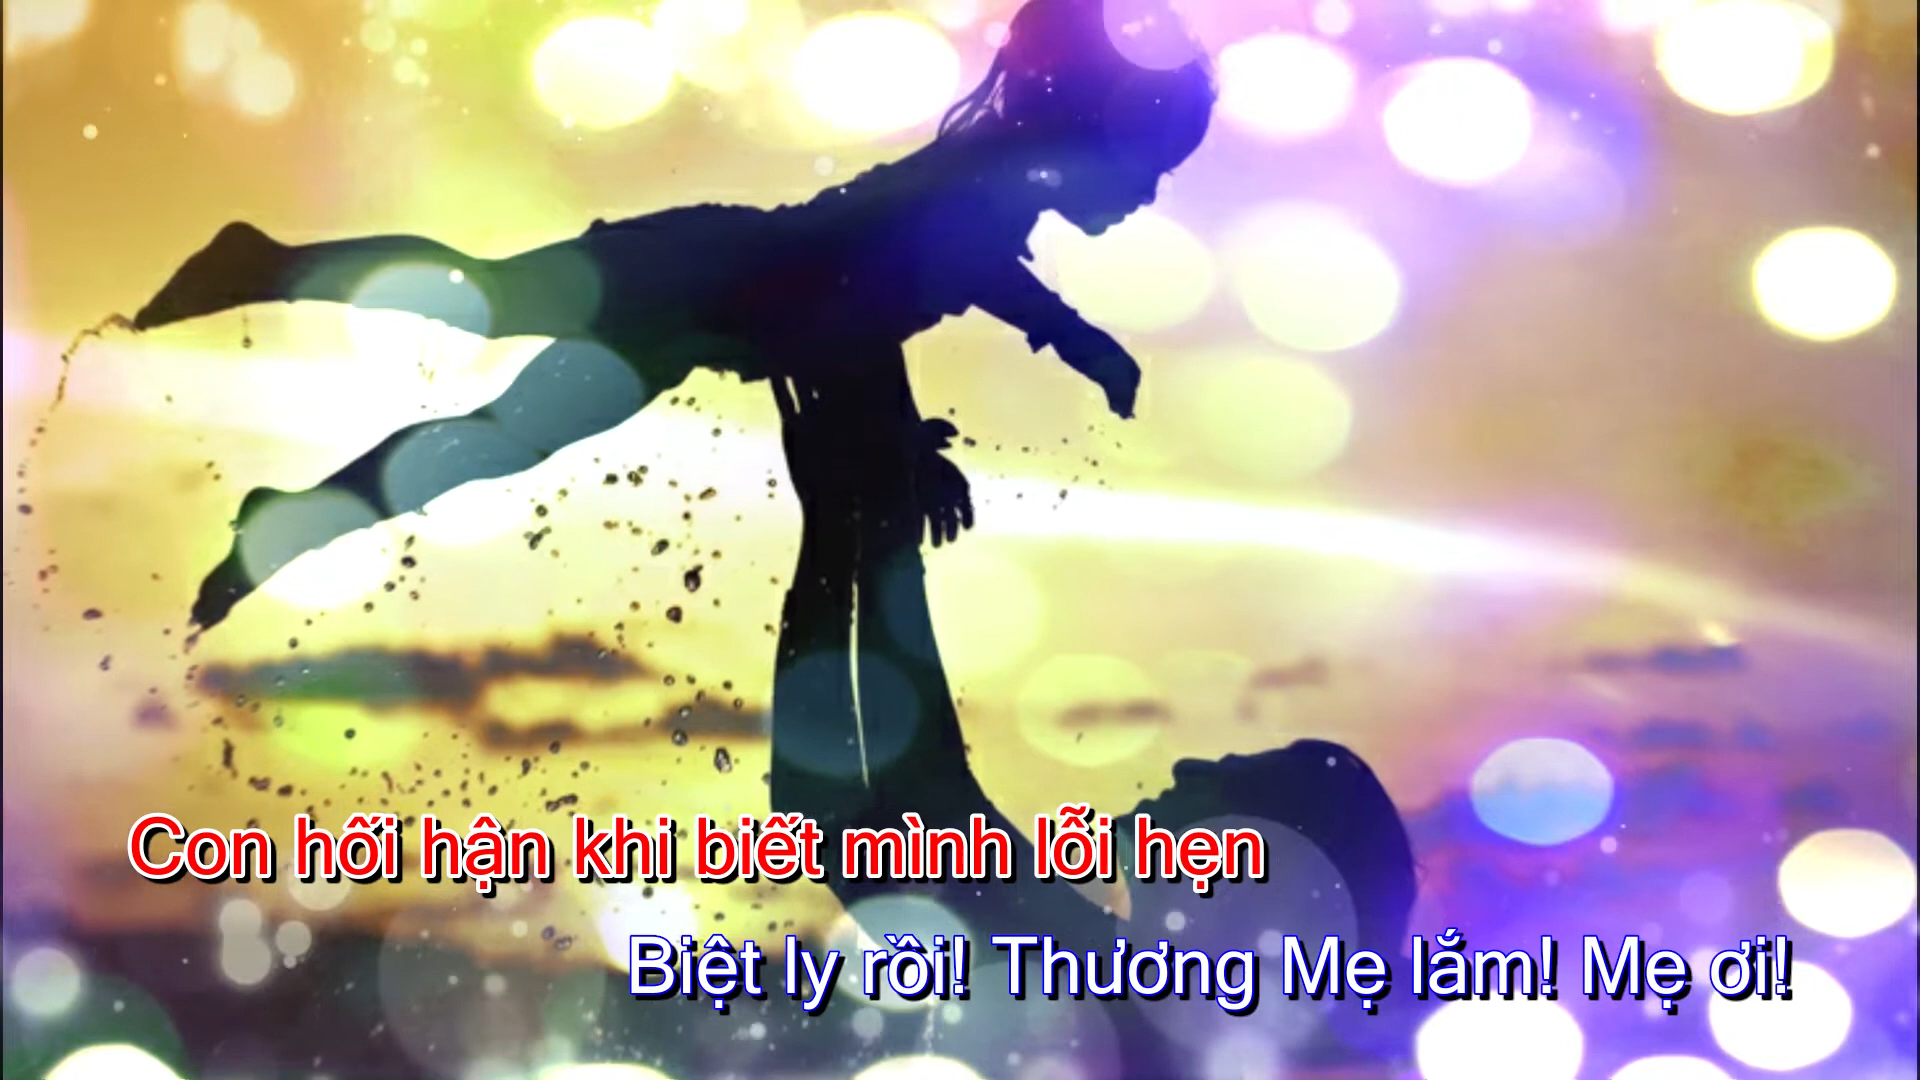 Con hối hận khi biết mình lỗi hẹn
Biệt ly rồi! Thương Mẹ lắm! Mẹ ơi!